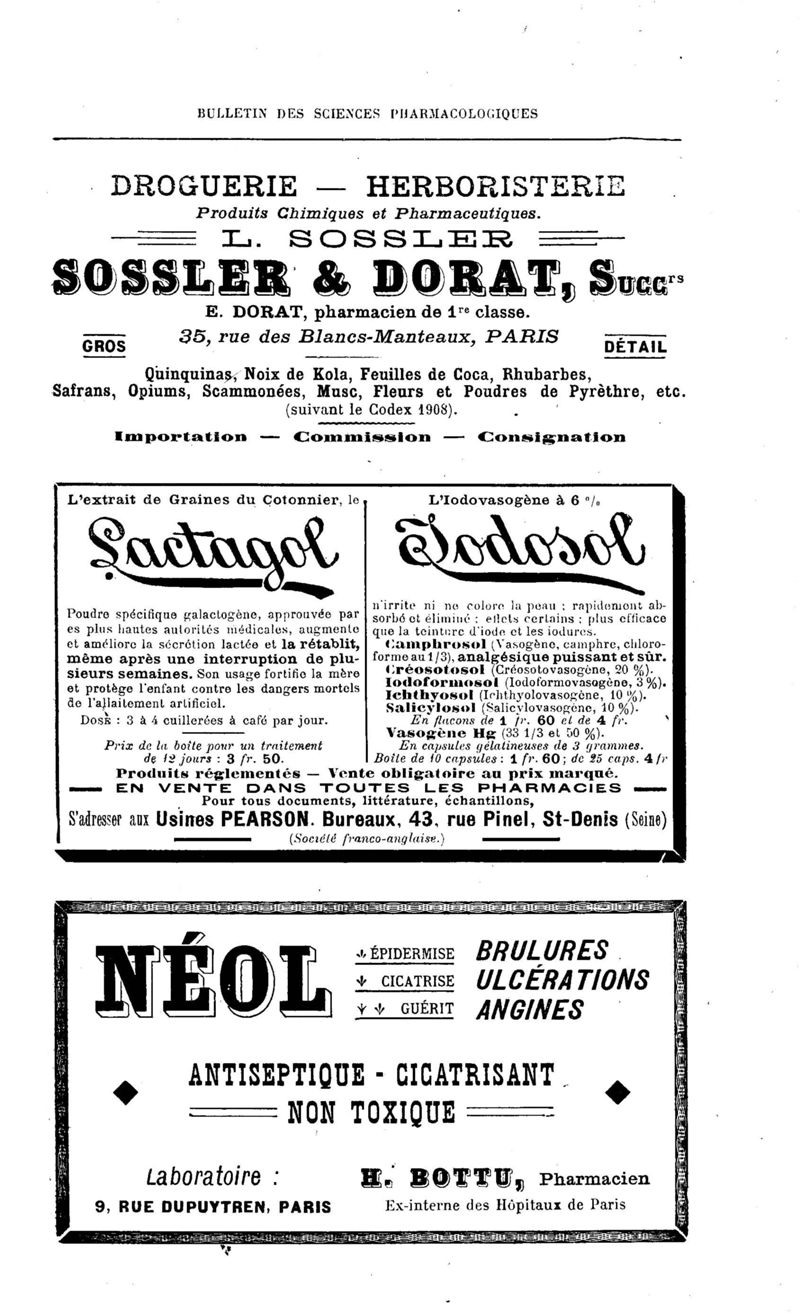 BULLETIN DES SCIENCES PHARMACOLOGIQUES
DROGUERIE — HERBORISTERIE
Produits Chimiques et Pharmaceutiques.
L. SOSSLER
SOSSLER & DORAT, Succrs
E. DORAT, pharmacien de 1re classe.
35, rue des Blancs-Manteaux, PARIS
GROS
DÉTAIL
Quinquinas, Noix de Kola, Feuilles de Coca, Rhubarbes,
Safrans, Opiums, Scammonées, Musc, Fleurs et Poudres de Pyrèthre, etc.
(suivant le Codex 1908).
Importation — Commission — Consignation
L'extrait de Graines du Cotonnier, le
Lactagol
Poudre spécifique galactogène, approuvée par
es plus hautes autorités médicales, augmente
et améliore la sécrétion lactée et la rétablit,
même après une interruption de plu-
sieurs semaines. Son usage fortifie la mère
et protège l'enfant contre les dangers mortels
de l'allaitement artificiel.
DOSE : 3 à 4 cuillerées à café par jour.
Prix de la boîte pour un traitement
de 12 jours : 3 fr. 50.
L'Iodovasogène à 6 %
Iodosol
n'irrite ni ne colore la peau ; rapidement ab-
sorbé et éliminé ; effets certains ; plus efficace
que la teinture d'iode et les iodures.
Camphrosol (Vasogène, camphre, chloro-
forme au 1/3), analgésique puissant et sûr.
Créosotosol (Créosotovasogène, 20 %).
Iodoformosol (Iodoformovasogène, 3 %).
Ichthyosol (Ichthyolovasogène, 10 %).
Salicylosol (Salicylovasogène, 10 %).
En flacons de 1 fr. 60 et de 4 fr.
Vasogène Hg (33 1/3 et 50 %).
En capsules gélatineuses de 3 grammes.
Boîte de 10 capsules : 1 fr. 60 ; de 25 caps. 4 fr
Produits réglementés — Vente obligatoire au prix marqué.
EN VENTE DANS TOUTES LES PHARMACIES
Pour tous documents, littérature, échantillons,
S'adresser aux Usines PEARSON. Bureaux, 43, rue Pinel, St-Denis (Seine)
(Société franco-anglaise.)
NÉOL
ÉPIDERMISE BRULURES
CICATRISE ULCÉRATIONS
GUÉRIT ANGINES
ANTISEPTIQUE - CICATRISANT
NON TOXIQUE
Laboratoire :
9, RUE DUPUYTREN, PARIS
H. BOTTU, Pharmacien
Ex-interne des Hôpitaux de Paris